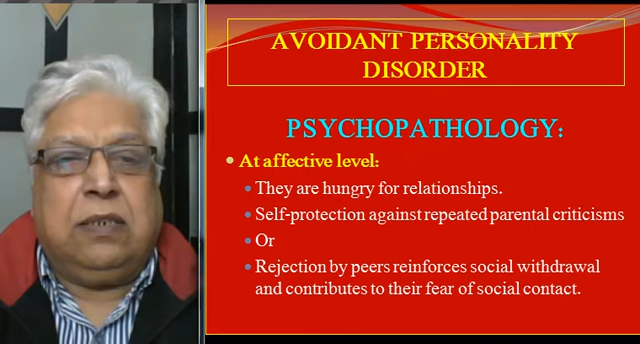 AVOIDANT PERSONALITY
DISORDER
PSYCHOPATHOLOGY:
At affective level:
They are hungry for relationships.
Self-protection against repeated parental criticisms
Or
Rejection by peers reinforces social withdrawal
and contributes to their fear of social contact.